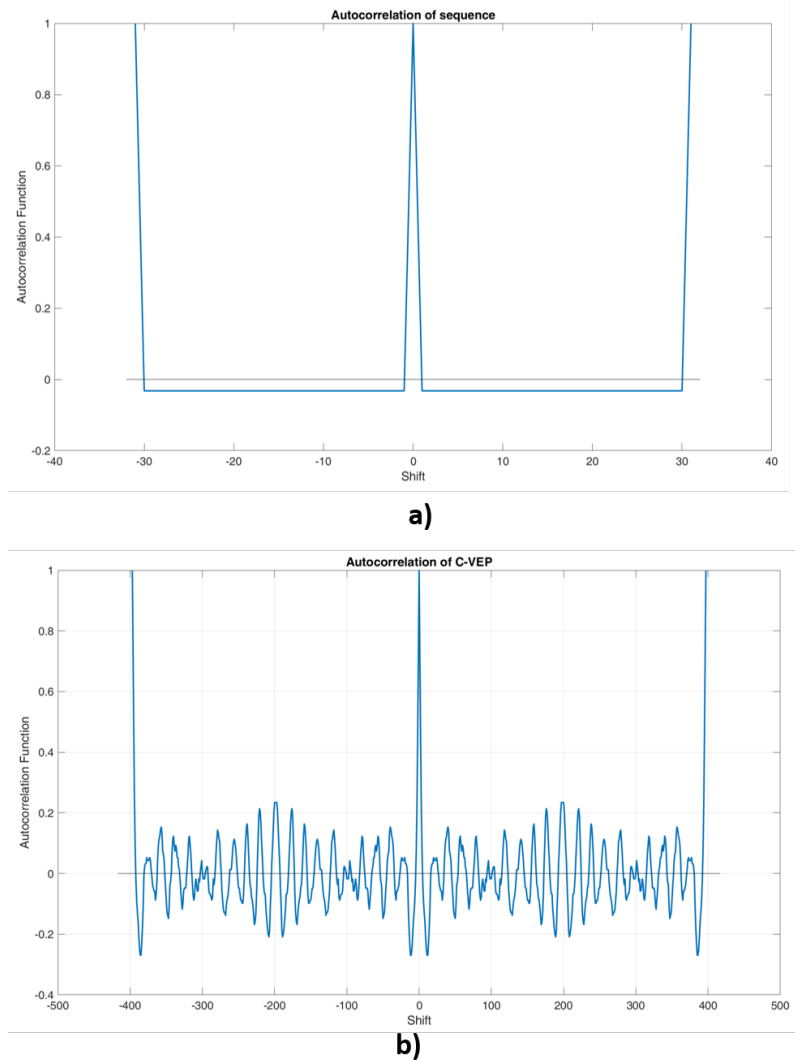 Autocorrelation of sequence
1
0.8
0.6
0.4
0.2
0
-0.2
Autocorrelation Function
-40 -30 -20 -10 0 10 20 30 40
Shift
a)
Autocorrelation of C-VEP
1
0.8
0.6
0.4
0.2
0
-0.2
-0.4
Autocorrelation Function
-500 -400 -300 -200 -100 0 100 200 300 400 500
Shift
b)